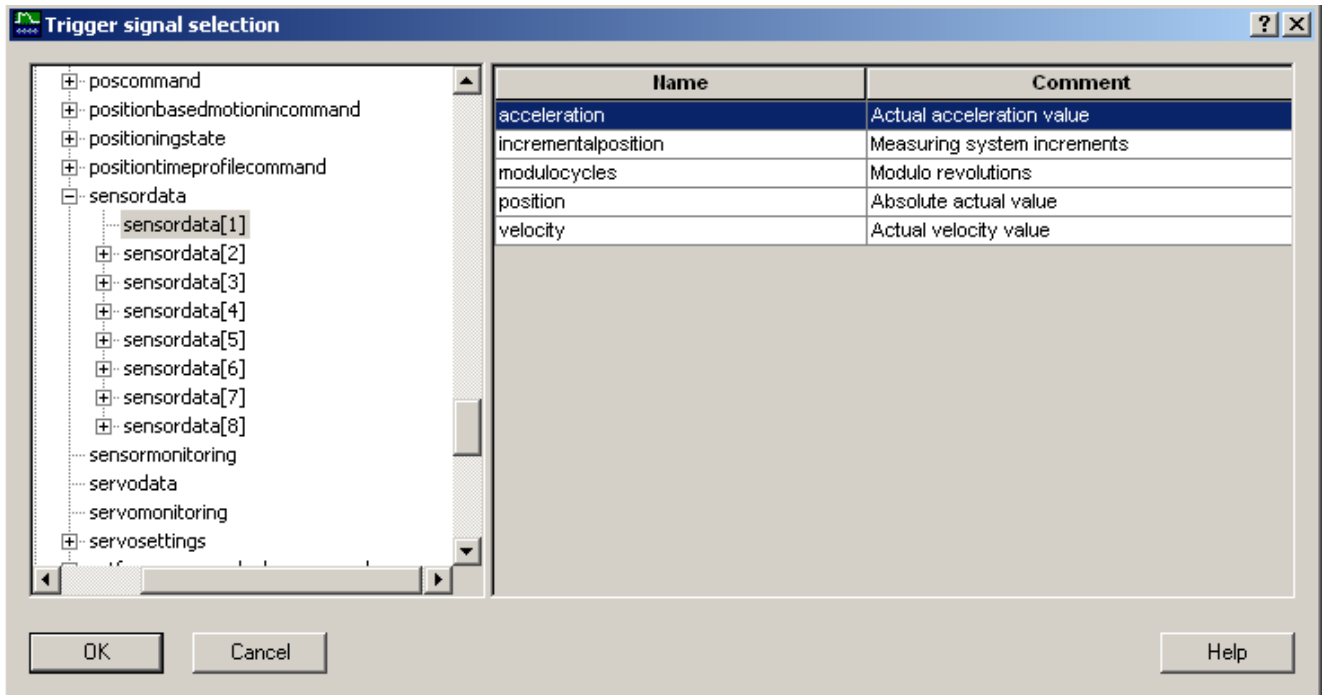 Trigger signal selection
poscommand
positionbasedmotionincommand
positioningstate
positiontimeprofilecommand
sensordata
sensordata[1]
sensordata[2]
sensordata[3]
sensordata[4]
sensordata[5]
sensordata[6]
sensordata[7]
sensordata[8]
sensormonitoring
servodata
servomonitoring
servosettings
Name Comment
acceleration Actual acceleration value
incrementalposition Measuring system increments
modulocycles Modulo revolutions
position Absolute actual value
velocity Actual velocity value
OK Cancel Help